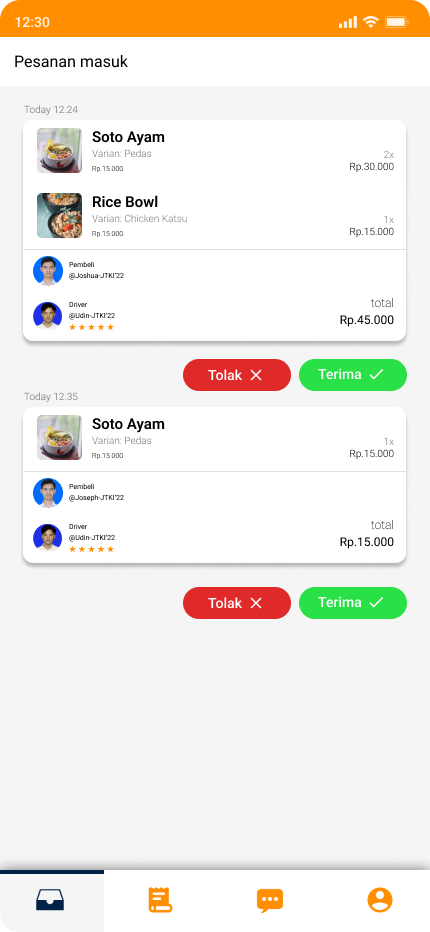 12:30
Pesanan masuk
Today 12.24
Soto Ayam
Varian: Pedas
2x
Rp.15.000
Rp.30.000
Rice Bowl
Varian: Chicken Katsu
1x
Rp.15.000
Rp.15.000
Pembeli
@Joshua-JTKI'22
Driver
@Udin-JTKI'22
total
Rp.45.000
Tolak
Terima
Today 12.35
Soto Ayam
Varian: Pedas
1x
Rp.15.000
Rp.15.000
Pembeli
@Joseph-JTKI'22
Driver
@Udin-JTKI'22
total
Rp.15.000
Tolak
Terima